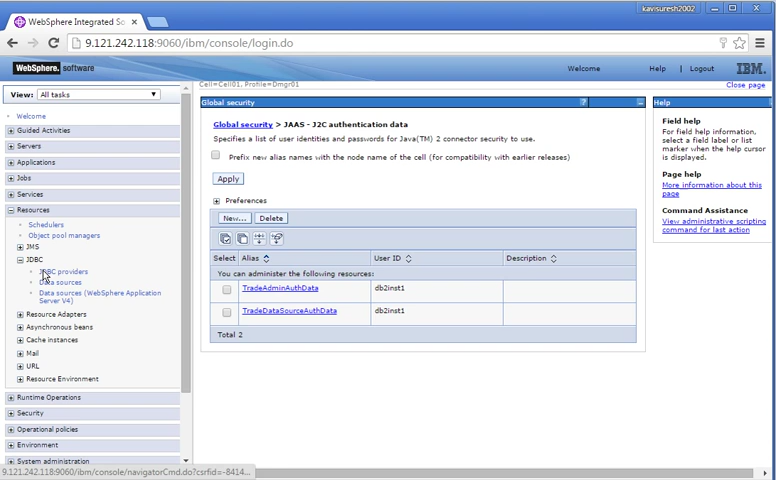 kavisuresh2002
WebSphere Integrated So
9.121.242.118:9060/ibm/console/login.do
WebSphere. software
Welcome
Help
Logout
IBM.
View: All tasks
Welcome
Guided Activities
Servers
Applications
Jobs
Services
Resources
Schedulers
Object pool managers
JMS
JDBC
JDBC providers
Data sources
Data sources (WebSphere Application
Server V4)
Resource Adapters
Asynchronous beans
Cache instances
Mail
URL
Resource Environment
Runtime Operations
Security
Operational policies
Environment
System administration
9.121.242.118:9060/ibm/console/navigatorCmd.do?csrfid=-8414...
Cell=Cell01, Profile=Dmgr01
Close page
Global security
?
Global security > JAAS - J2C authentication data
Specifies a list of user identities and passwords for Java(TM) 2 connector security to use.
Prefix new alias names with the node name of the cell (for compatibility with earlier releases)
Apply
Preferences
New...
Delete
Select Alias User ID Description
You can administer the following resources:
TradeAdminAuthData db2inst1
TradeDataSourceAuthData db2inst1
Total 2
Help
Field help
For field help information,
select a field label or list
marker when the help cursor
is displayed.
Page help
More information about this
page
Command Assistance
View administrative scripting
command for last action